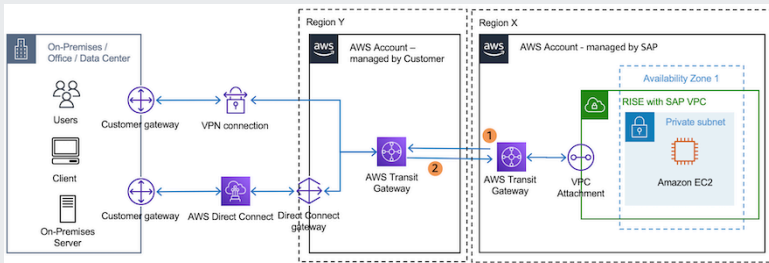 Region Y
Region X
On-Premises /
Office / Data Center
aws
AWS Account –
managed by Customer
aws
AWS Account - managed by SAP
Availability Zone 1
RISE with SAP VPC
Private subnet
Users
Customer gateway
VPN connection
1
2
Amazon EC2
Client
AWS Transit
Gateway
AWS Transit
Gateway
VPC
Attachment
Customer gateway
AWS Direct Connect
Direct Connect
gateway
On-Premises
Server